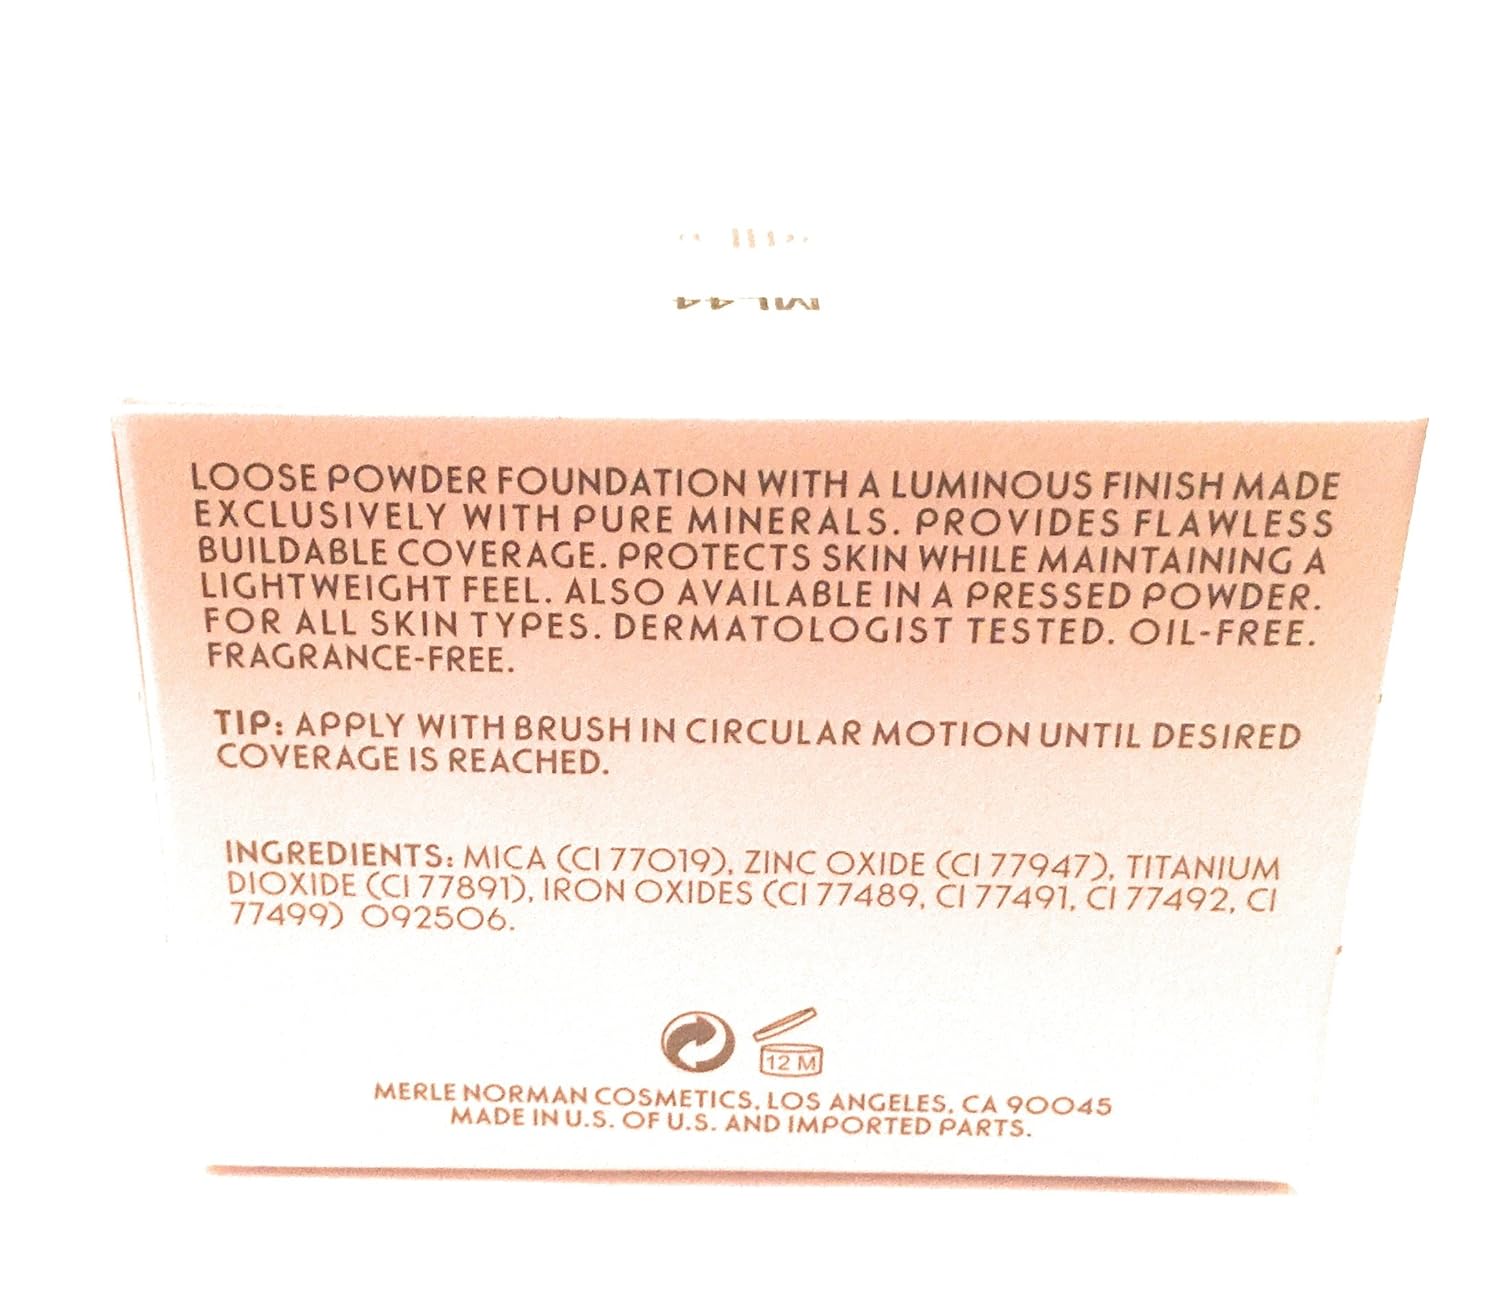 ML44
LOOSE POWDER FOUNDATION WITH A LUMINOUS FINISH MADE
EXCLUSIVELY WITH PURE MINERALS. PROVIDES FLAWLESS
BUILDABLE COVERAGE. PROTECTS SKIN WHILE MAINTAINING A
LIGHTWEIGHT FEEL. ALSO AVAILABLE IN A PRESSED POWDER.
FOR ALL SKIN TYPES. DERMATOLOGIST TESTED. OIL-FREE.
FRAGRANCE-FREE.
TIP: APPLY WITH BRUSH IN CIRCULAR MOTION UNTIL DESIRED
COVERAGE IS REACHED.
INGREDIENTS: MICA (CI 77019), ZINC OXIDE (CI 77947), TITANIUM
DIOXIDE (CI 77891), IRON OXIDES (CI 77489, CI 77491, CI 77492, CI
77499) 092506.
12 M
MERLE NORMAN COSMETICS, LOS ANGELES, CA 90045
MADE IN U.S. OF U.S. AND IMPORTED PARTS.